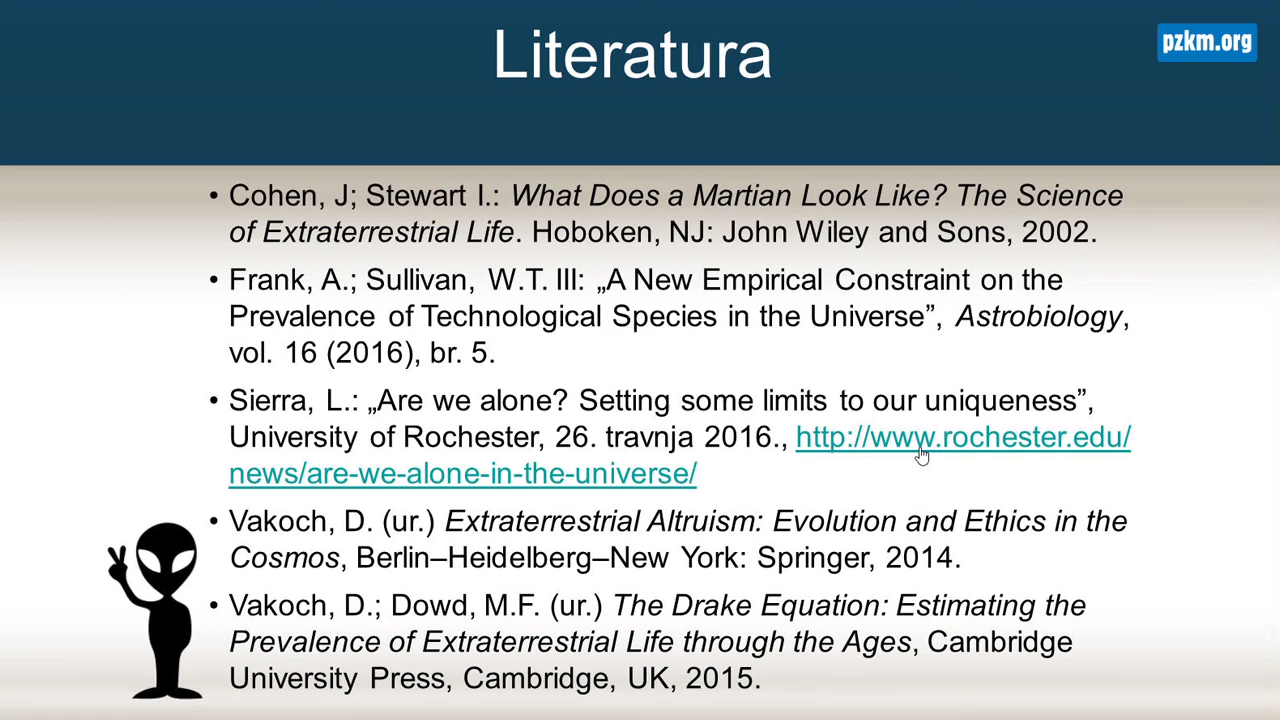 Literatura
pzkm.org
• Cohen, J; Stewart I.: What Does a Martian Look Like? The Science
of Extraterrestrial Life. Hoboken, NJ: John Wiley and Sons, 2002.
• Frank, A.; Sullivan, W.T. III: „A New Empirical Constraint on the
Prevalence of Technological Species in the Universe”, Astrobiology,
vol. 16 (2016), br. 5.
• Sierra, L.: „Are we alone? Setting some limits to our uniqueness”,
University of Rochester, 26. travnja 2016., http://www.rochester.edu/
news/are-we-alone-in-the-universe/
• Vakoch, D. (ur.) Extraterrestrial Altruism: Evolution and Ethics in the
Cosmos, Berlin–Heidelberg–New York: Springer, 2014.
• Vakoch, D.; Dowd, M.F. (ur.) The Drake Equation: Estimating the
Prevalence of Extraterrestrial Life through the Ages, Cambridge
University Press, Cambridge, UK, 2015.